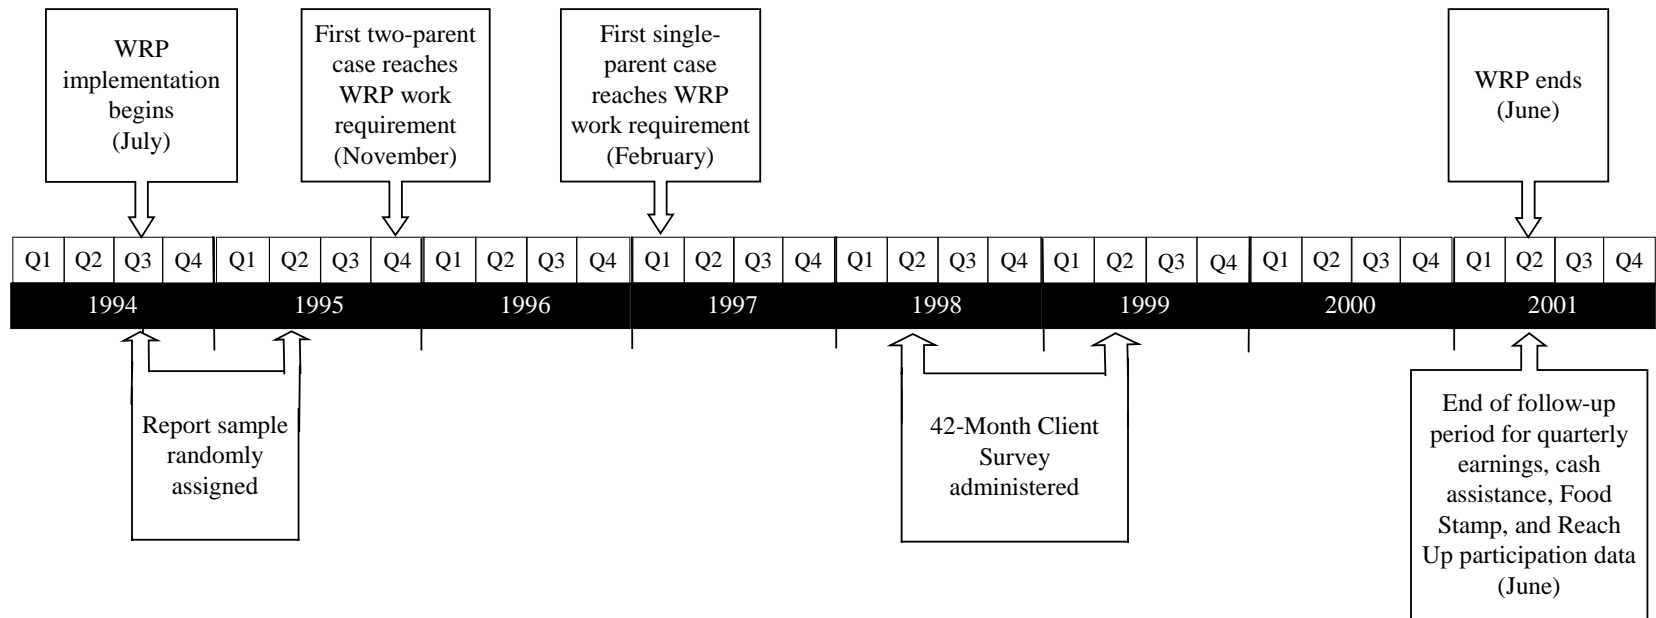 WRP
implementation
begins
(July)
First two-parent
case reaches
WRP work
requirement
(November)
First single-
parent case
reaches WRP
work requirement
(February)
WRP ends
(June)
Q1 Q2 Q3 Q4 Q1 Q2 Q3 Q4 Q1 Q2 Q3 Q4 Q1 Q2 Q3 Q4 Q1 Q2 Q3 Q4 Q1 Q2 Q3 Q4 Q1 Q2 Q3 Q4 Q1 Q2 Q3 Q4
1994 1995 1996 1997 1998 1999 2000 2001
Report sample
randomly
assigned
42-Month Client
Survey
administered
End of follow-up
period for quarterly
earnings, cash
assistance, Food
Stamp, and Reach
Up participation data
(June)